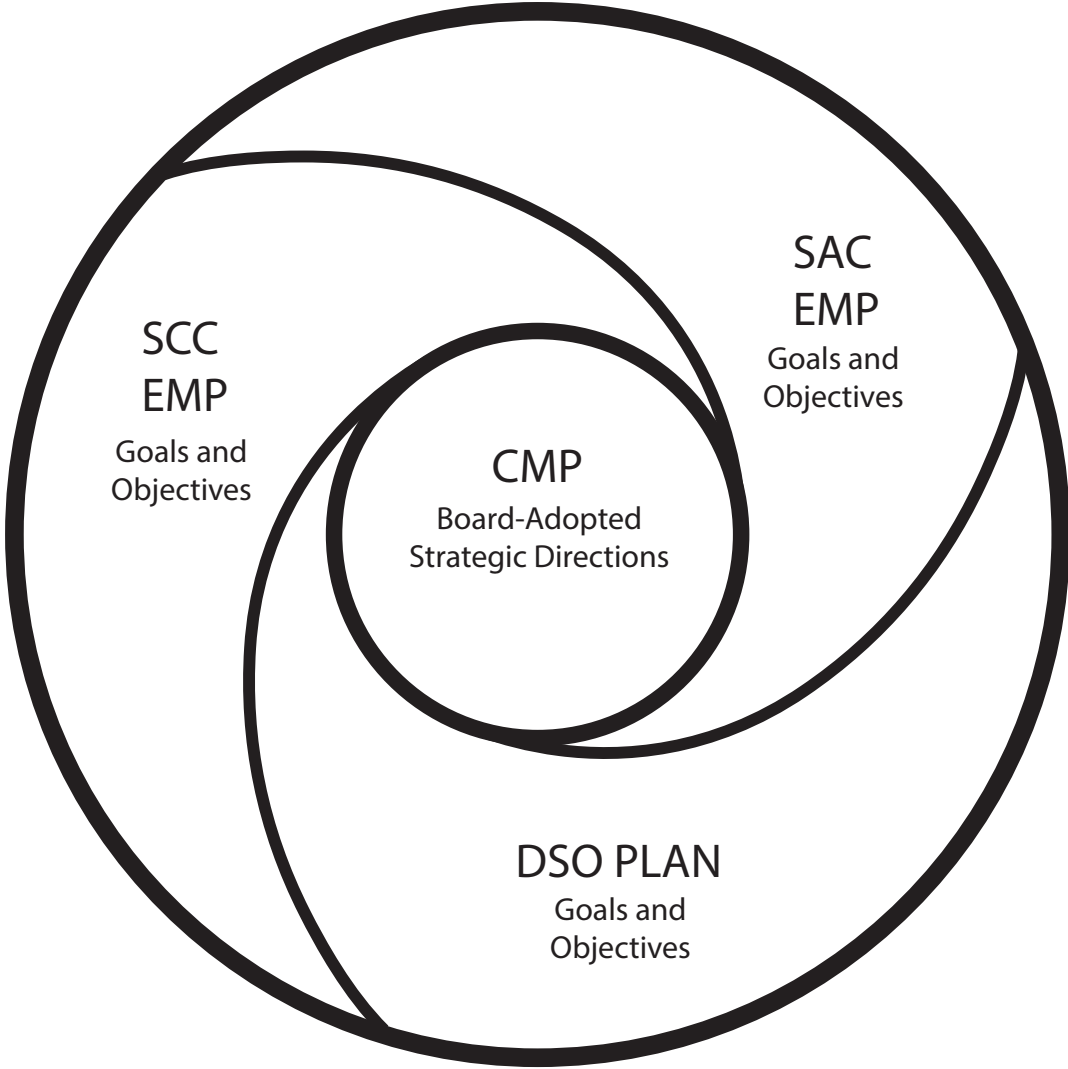 SAC
EMP
Goals and
Objectives
SCC
EMP
Goals and
Objectives
CMP
Board-Adopted
Strategic Directions
DSO PLAN
Goals and
Objectives